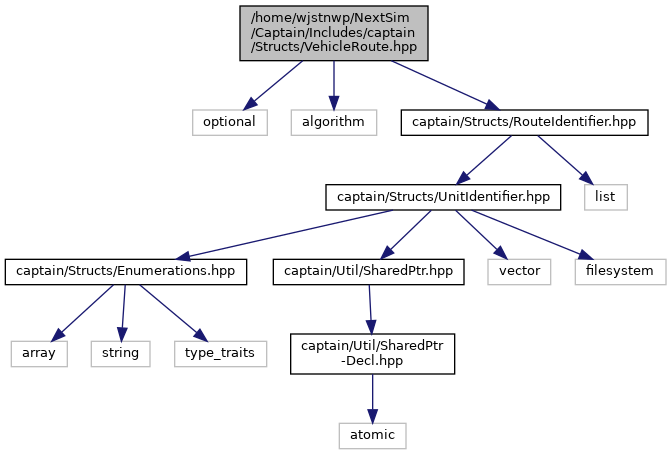 /home/wjstnwp/NextSim
/Captain/Includes/captain
/Structs/VehicleRoute.hpp
optional
algorithm
captain/Structs/RouteIdentifier.hpp
captain/Structs/UnitIdentifier.hpp
list
captain/Structs/Enumerations.hpp
captain/Util/SharedPtr.hpp
vector
filesystem
array
string
type_traits
captain/Util/SharedPtr
-Decl.hpp
atomic